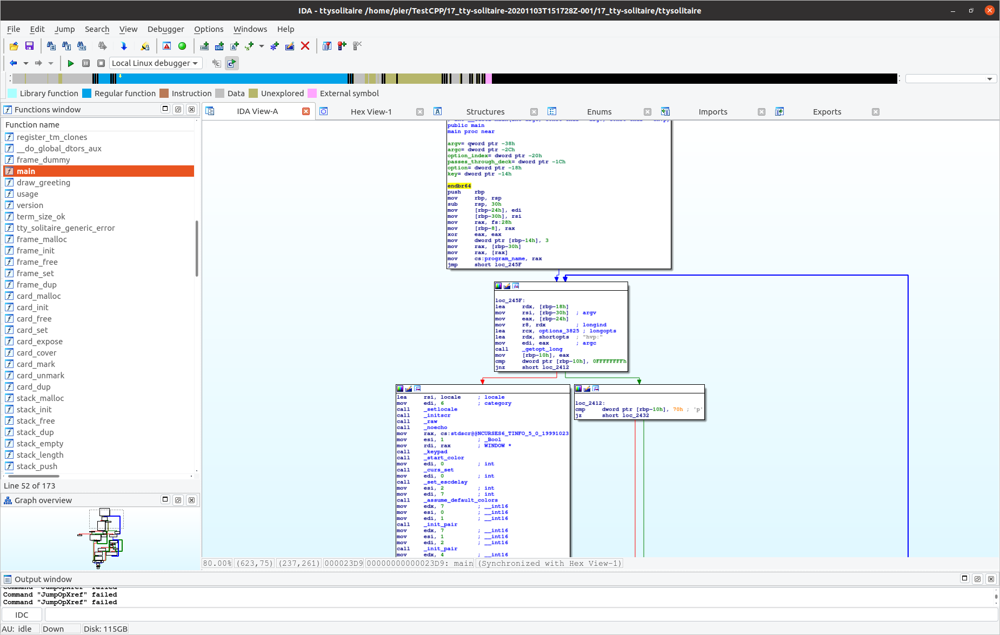 IDA - ttysolitaire /home/pier/TestCPP/17_tty-solitaire-20201103T151728Z-001/17_tty-solitaire/ttysolitaire
File Edit Jump Search View Debugger Options Windows Help
Local Linux debugger
Library function Regular function Instruction Data Unexplored External symbol
Functions window
IDA View-A Hex View-1 Structures Enums Imports Exports
Function name
register_tm_clones
__do_global_dtors_aux
frame_dummy
main
draw_greeting
usage
version
term_size_ok
tty_solitaire_generic_error
frame_malloc
frame_init
frame_free
frame_set
frame_dup
card_malloc
card_init
card_free
card_set
card_expose
card_cover
card_mark
card_unmark
card_dup
stack_malloc
stack_init
stack_free
stack_dup
stack_empty
stack_length
stack_push
Line 52 of 173
Graph overview
public main
main proc near
argv= qword ptr -38h
argc= dword ptr -2Ch
option_index= dword ptr -20h
passes_through_deck= dword ptr -1Ch
option= dword ptr -18h
key= dword ptr -14h
endbr64
push rbp
mov rbp, rsp
sub rsp, 30h
mov [rbp-24h], edi
mov [rbp-30h], rsi
mov rax, fs:28h
mov [rbp-8], rax
xor eax, eax
mov dword ptr [rbp-14h], 3
mov rax, [rbp-30h]
mov rax, [rax]
mov cs:program_name, rax
jmp short loc_245F
loc_245F:
lea rdx, [rbp-18h]
mov rsi, [rbp-30h] ; argv
mov eax, [rbp-24h]
mov r8, rdx ; longind
lea rcx, options_3825 ; longopts
lea rdx, shortopts ; "hvp:"
mov edi, eax ; argc
call _getopt_long
mov [rbp-10h], eax
cmp dword ptr [rbp-10h], 0FFFFFFFFh
jnz short loc_2412
lea rsi, locale ; locale
mov edi, 6 ; category
call _setlocale
call _initscr
call _raw
call _noecho
mov rax, cs:stdscr@@NCURSES6_TINFO_5_0_19991023
mov esi, 1 ; _Bool
mov rdi, rax ; WINDOW *
call _keypad
call _start_color
mov edi, 0 ; int
call _curs_set
mov edi, 0 ; int
call _set_escdelay
mov esi, 2 ; int
mov edi, 7 ; int
call _assume_default_colors
mov edx, 7 ; __int16
mov esi, 0 ; __int16
mov edi, 1 ; __int16
call _init_pair
mov edx, 7 ; __int16
mov esi, 1 ; __int16
mov edi, 2 ; __int16
call _init_pair
mov edx, 4 ; __int16
loc_2412:
cmp dword ptr [rbp-10h], 70h ; 'p'
jz short loc_2432
80.00% (623,75) (237,261) 000023D9 00000000000023D9: main (Synchronized with Hex View-1)
Output window
Command "JumpOpXref" failed
Command "JumpOpXref" failed
Command "JumpOpXref" failed
IDC
AU: idle Down Disk: 115GB